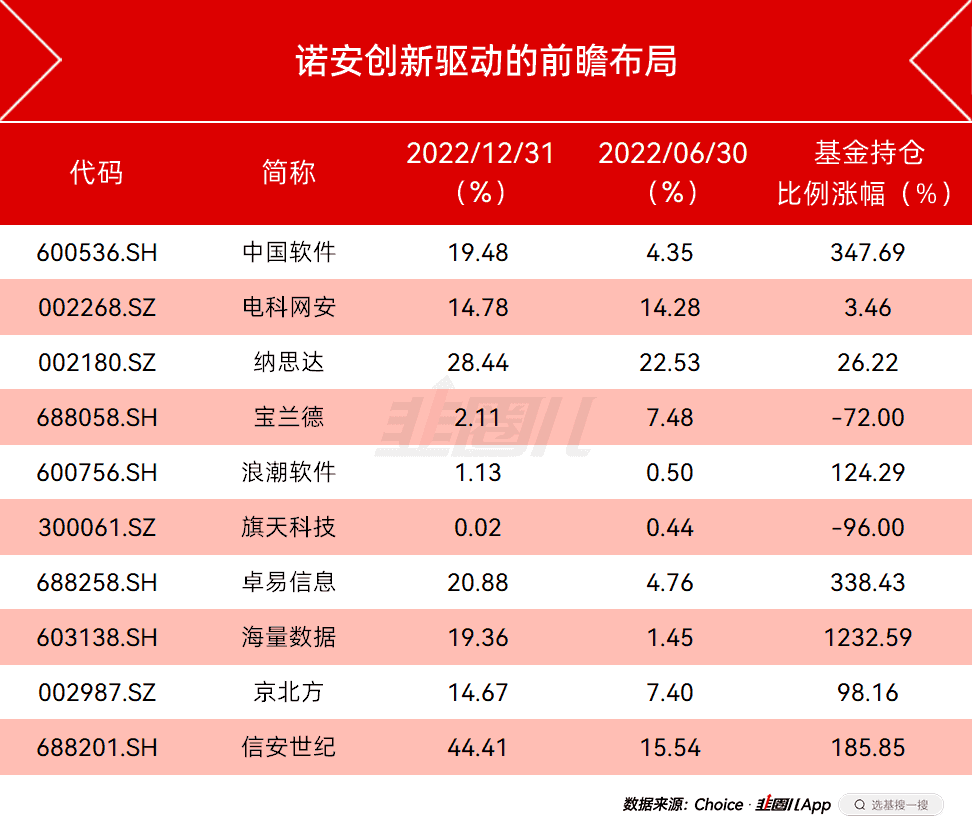 诺安创新驱动的前瞻布局
代码 简称 2022/12/31 (%) 2022/06/30 (%) 基金持仓比例涨幅(%)
600536.SH 中国软件 19.48 4.35 347.69
002268.SZ 电科网安 14.78 14.28 3.46
002180.SZ 纳思达 28.44 22.53 26.22
688058.SH 宝兰德 2.11 7.48 -72.00
600756.SH 浪潮软件 1.13 0.50 124.29
300061.SZ 旗天科技 0.02 0.44 -96.00
688258.SH 卓易信息 20.88 4.76 338.43
603138.SH 海量数据 19.36 1.45 1232.59
002987.SZ 京北方 14.67 7.40 98.16
688201.SH 信安世纪 44.41 15.54 185.85
韭圈儿
数据来源：Choice · 韭圈儿App 选基搜一搜